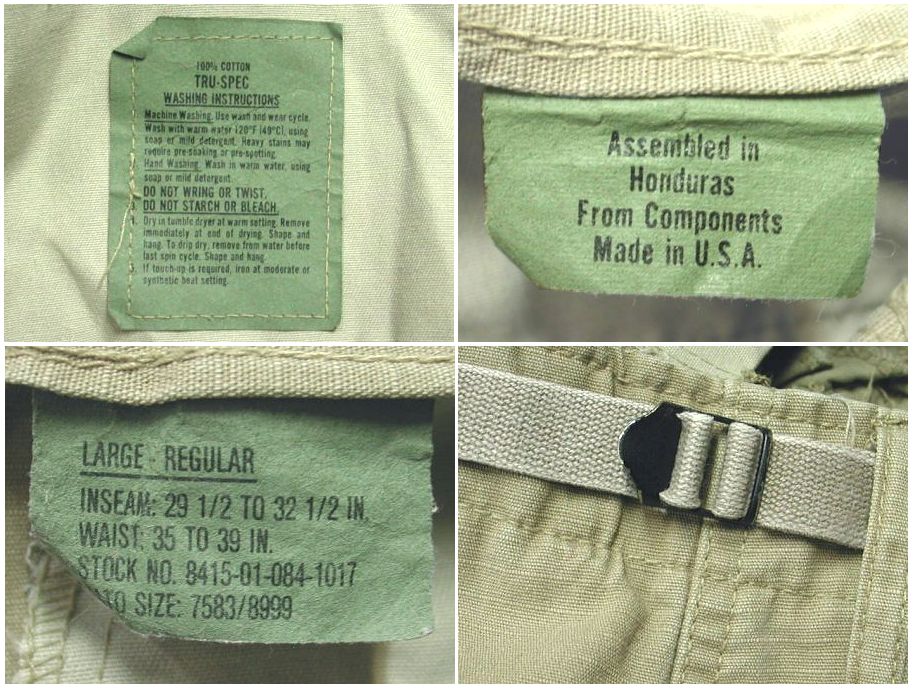 100% COTTON
TRU-SPEC
WASHING INSTRUCTIONS
Machine Washing. Use wash and wear cycle.
Wash with warm water 120°F (49°C), using
soap or mild detergent. Heavy stains may
require pre-soaking or pre-spotting.
Hand Washing. Wash in warm water, using
soap or mild detergent.
DO NOT WRING OR TWIST.
DO NOT STARCH OR BLEACH.
Dry in tumble dryer at warm setting. Remove
immediately at end of drying. Shape and
hang. To drip dry, remove from water before
last spin cycle. Shape and hang.
If touch-up is required, iron at moderate or
synthetic heat setting.
Assembled in
Honduras
From Components
Made in U.S.A.
LARGE - REGULAR
INSEAM: 29 1/2 TO 32 1/2 IN.
WAIST: 35 TO 39 IN.
STOCK NO. 8415-01-084-1017
SIZE: 7583/8999